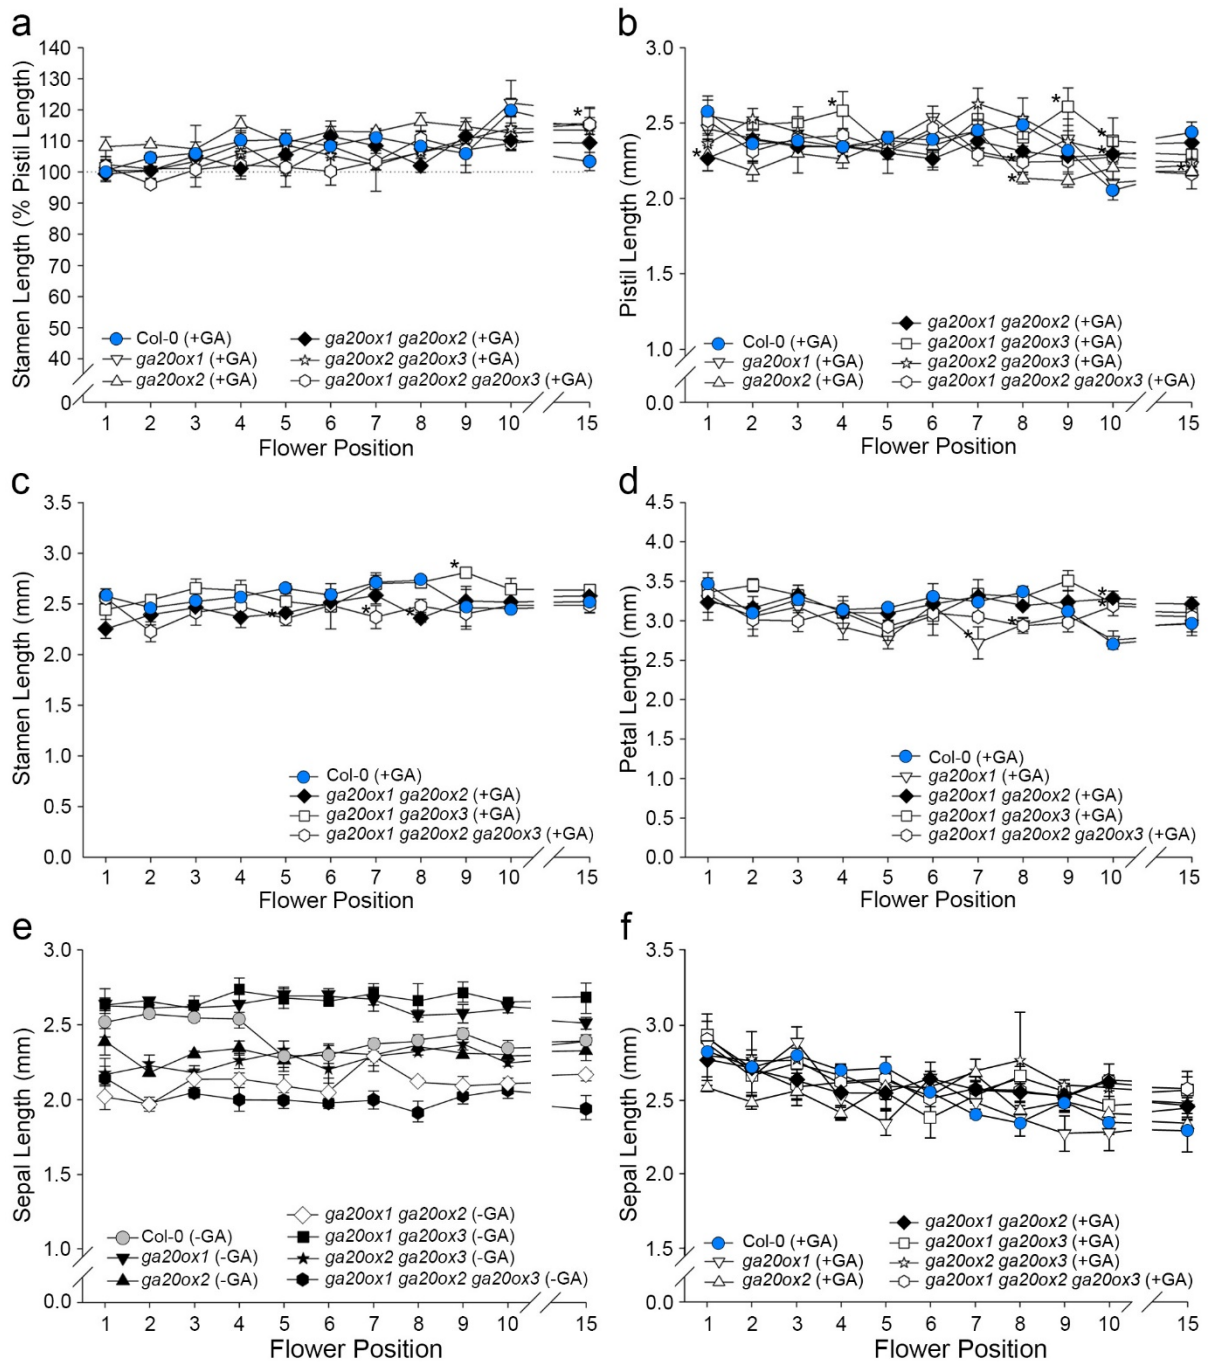 a
140
130
120
110
100
90
80
70
60
50
40
0
Stamen Length (% Pistil Length)
*
Col-0 (+GA)
ga20ox1 (+GA)
ga20ox2 (+GA)
ga20ox1 ga20ox2 (+GA)
ga20ox2 ga20ox3 (+GA)
ga20ox1 ga20ox2 ga20ox3 (+GA)
1 2 3 4 5 6 7 8 9 10 15
Flower Position
b
3.0
2.5
2.0
1.5
1.0
0.0
Pistil Length (mm)
* * * * * * * *
Col-0 (+GA)
ga20ox1 (+GA)
ga20ox2 (+GA)
ga20ox1 ga20ox2 (+GA)
ga20ox1 ga20ox3 (+GA)
ga20ox2 ga20ox3 (+GA)
ga20ox1 ga20ox2 ga20ox3 (+GA)
1 2 3 4 5 6 7 8 9 10 15
Flower Position
c
3.5
3.0
2.5
2.0
1.5
1.0
0.5
0.0
Stamen Length (mm)
* * * *
Col-0 (+GA)
ga20ox1 ga20ox2 (+GA)
ga20ox1 ga20ox3 (+GA)
ga20ox1 ga20ox2 ga20ox3 (+GA)
1 2 3 4 5 6 7 8 9 10 15
Flower Position
d
4.5
4.0
3.5
3.0
2.5
2.0
1.5
1.0
0.5
0.0
Petal Length (mm)
* * * *
Col-0 (+GA)
ga20ox1 (+GA)
ga20ox1 ga20ox2 (+GA)
ga20ox1 ga20ox3 (+GA)
ga20ox1 ga20ox2 ga20ox3 (+GA)
1 2 3 4 5 6 7 8 9 10 15
Flower Position
e
3.0
2.5
2.0
1.5
1.0
0.0
Sepal Length (mm)
Col-0 (-GA)
ga20ox1 (-GA)
ga20ox2 (-GA)
ga20ox1 ga20ox2 (-GA)
ga20ox1 ga20ox3 (-GA)
ga20ox2 ga20ox3 (-GA)
ga20ox1 ga20ox2 ga20ox3 (-GA)
1 2 3 4 5 6 7 8 9 10 15
Flower Position
f
3.5
3.0
2.5
2.0
1.5
0.0
Sepal Length (mm)
Col-0 (+GA)
ga20ox1 (+GA)
ga20ox2 (+GA)
ga20ox1 ga20ox2 (+GA)
ga20ox1 ga20ox3 (+GA)
ga20ox2 ga20ox3 (+GA)
ga20ox1 ga20ox2 ga20ox3 (+GA)
1 2 3 4 5 6 7 8 9 10 15
Flower Position